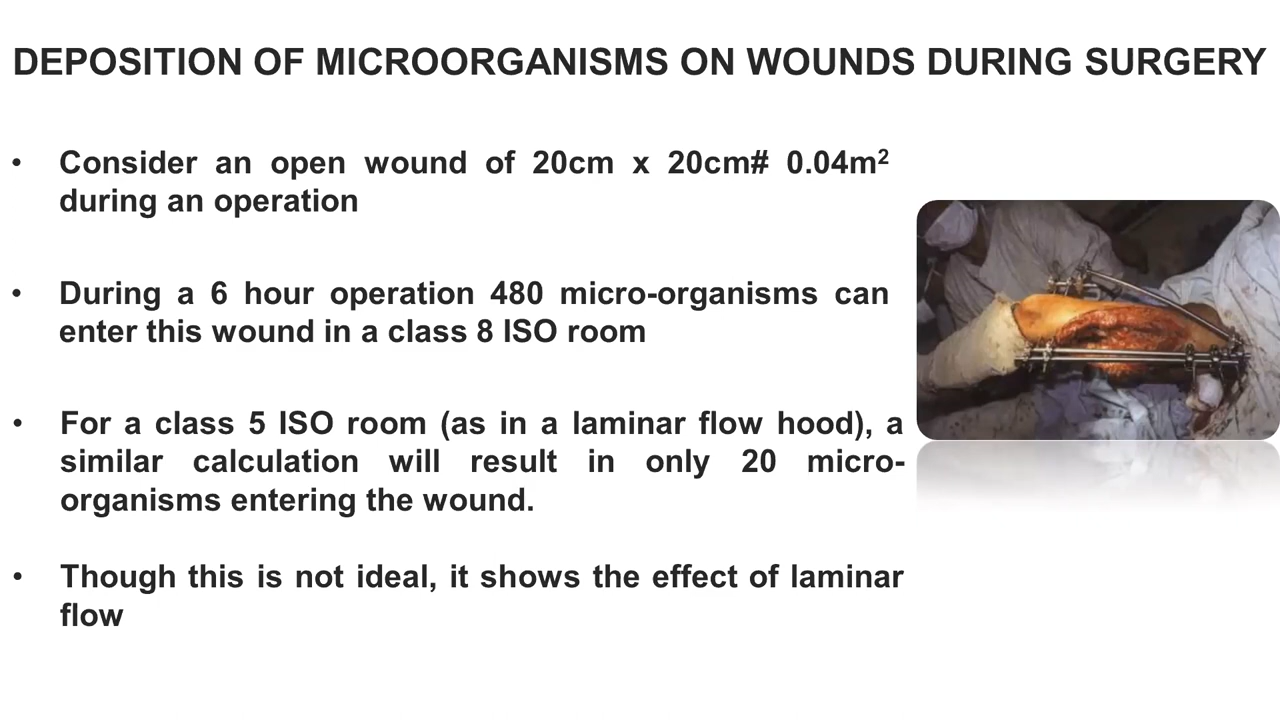 DEPOSITION OF MICROORGANISMS ON WOUNDS DURING SURGERY
• Consider an open wound of 20cm x 20cm# 0.04m²
during an operation
• During a 6 hour operation 480 micro-organisms can
enter this wound in a class 8 ISO room
• For a class 5 ISO room (as in a laminar flow hood), a
similar calculation will result in only 20 micro-
organisms entering the wound.
• Though this is not ideal, it shows the effect of laminar
flow